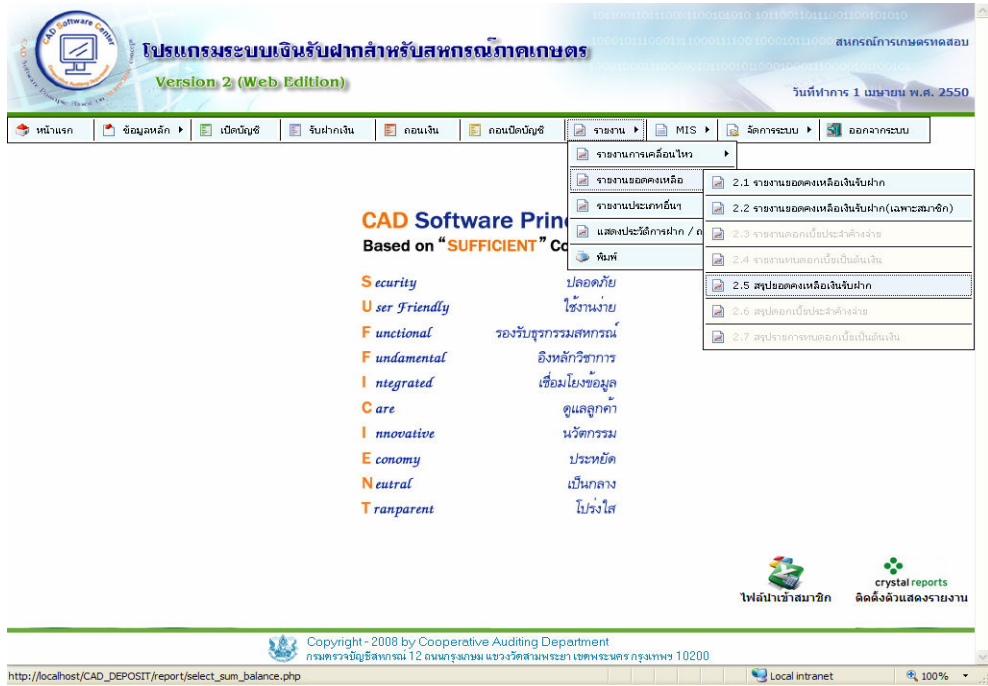 CAD Software Center
โปรแกรมระบบเงินรับฝากสำหรับสหกรณ์ภาคเกษตร
Version 2 (Web Edition)
สหกรณ์การเกษตรทดสอบ
วันที่ทำการ 1 เมษายน พ.ศ. 2550
หน้าแรก ข้อมูลหลัก เปิดบัญชี รับฝากเงิน ถอนเงิน ถอนปิดบัญชี รายงาน MIS จัดการระบบ ออกจากระบบ
รายงานการเคลื่อนไหว
รายงานยอดคงเหลือ
รายงานประเภทอื่นๆ
แสดงประวัติการฝาก / ถ
พิมพ์
2.1 รายงานยอดคงเหลือเงินรับฝาก
2.2 รายงานยอดคงเหลือเงินรับฝาก(เฉพาะสมาชิก)
2.3 รายงานดอกเบี้ยประจำค้างจ่าย
2.4 รายงานทบดอกเบี้ยเป็นต้นเงิน
2.5 สรุปยอดคงเหลือเงินรับฝาก
2.6 สรุปดอกเบี้ยประจำค้างจ่าย
2.7 สรุปรายการทบดอกเบี้ยเป็นต้นเงิน
CAD Software Prin
Based on “SUFFICIENT” Co
Security ปลอดภัย
User Friendly ใช้งานง่าย
Functional รองรับธุรกรรมสหกรณ์
Fundamental อิงหลักวิชาการ
Integrated เชื่อมโยงข้อมูล
Care ดูแลลูกค้า
Innovative นวัตกรรม
Economy ประหยัด
Neutral เป็นกลาง
Tranparent โปร่งใส
ไฟล์นำเข้าสมาชิก
crystal reports
ติดตั้งตัวแสดงรายงาน
Copyright - 2008 by Cooperative Auditing Department
กรมตรวจบัญชีสหกรณ์ 12 ถนนกรุงเกษม แขวงวัดสามพระยา เขตพระนคร กรุงเทพฯ 10200
http://localhost/CAD_DEPOSIT/report/select_sum_balance.php Local intranet 100%